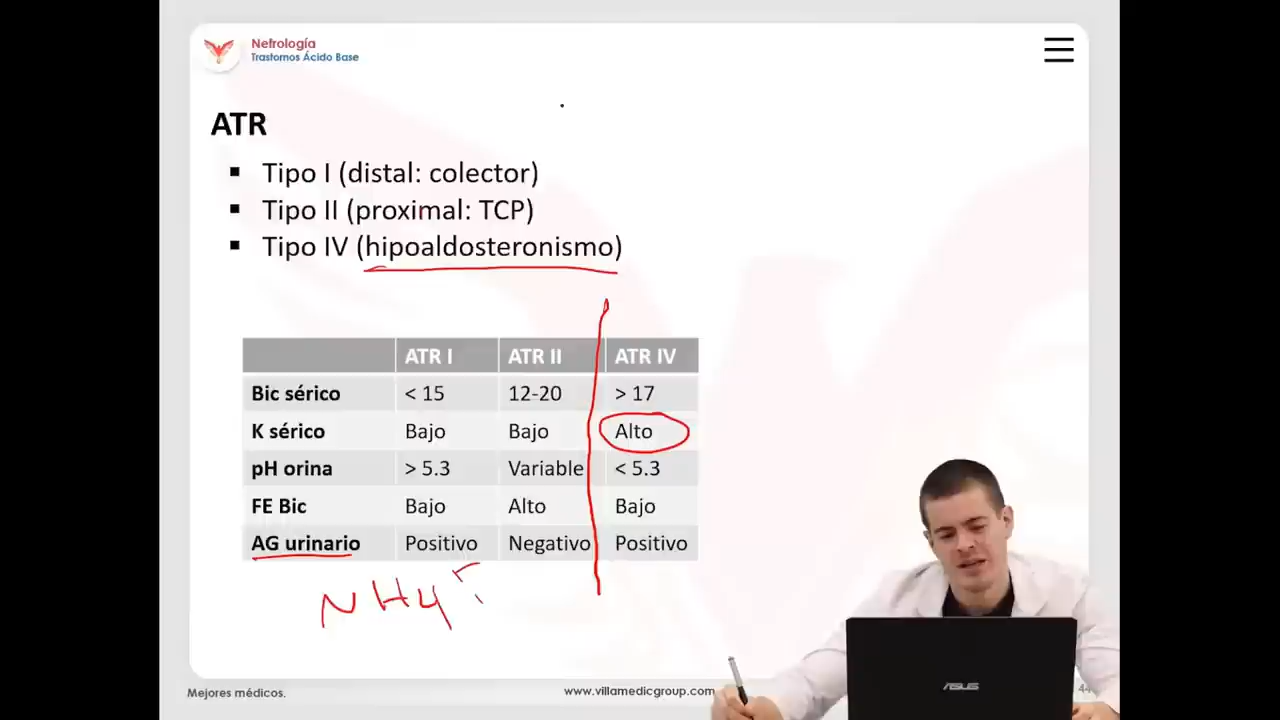 Nefrología
Trastornos Ácido Base
ATR
▪ Tipo I (distal: colector)
▪ Tipo II (proximal: TCP)
▪ Tipo IV (hipoaldosteronismo)
ATR I ATR II ATR IV
Bic sérico < 15 12-20 > 17
K sérico Bajo Bajo Alto
pH orina > 5.3 Variable < 5.3
FE Bic Bajo Alto Bajo
AG urinario Positivo Negativo Positivo
NH4
Mejores médicos.
www.villamedicgroup.com
ASUS